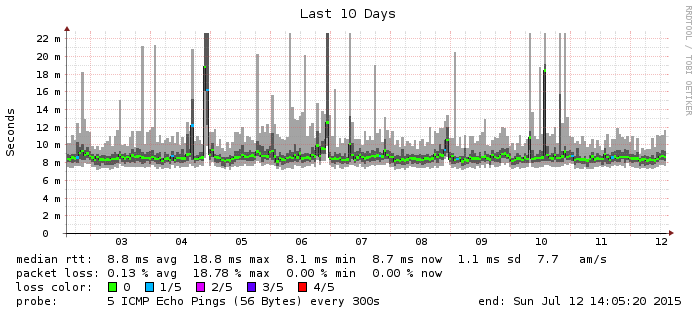 Last 10 Days
RRDTOOL / TOBI OETIKER
Seconds
22 m
20 m
18 m
16 m
14 m
12 m
10 m
8 m
6 m
4 m
2 m
0
03 04 05 06 07 08 09 10 11 12
median rtt: 8.8 ms avg 18.8 ms max 8.1 ms min 8.7 ms now 1.1 ms sd 7.7 am/s
packet loss: 0.13 % avg 18.78 % max 0.00 % min 0.00 % now
loss color: 0 1/5 2/5 3/5 4/5
probe: 5 ICMP Echo Pings (56 Bytes) every 300s end: Sun Jul 12 14:05:20 2015